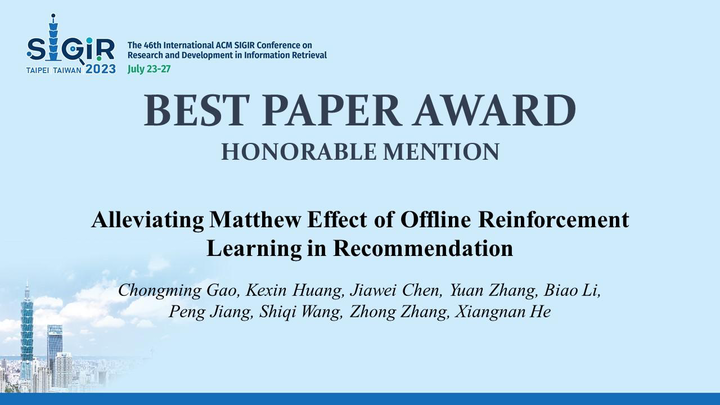 SIGIR
TAIPEI TAIWAN 2023
The 46th International ACM SIGIR Conference on
Research and Development in Information Retrieval
July 23-27
BEST PAPER AWARD
HONORABLE MENTION
Alleviating Matthew Effect of Offline Reinforcement
Learning in Recommendation
Chongming Gao, Kexin Huang, Jiawei Chen, Yuan Zhang, Biao Li,
Peng Jiang, Shiqi Wang, Zhong Zhang, Xiangnan He